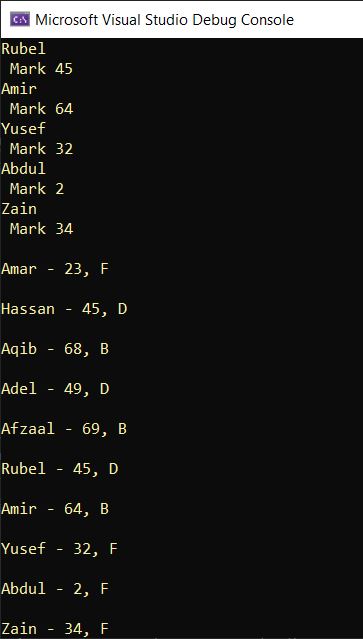 Microsoft Visual Studio Debug Console
Rubel
Mark 45
Amir
Mark 64
Yusef
Mark 32
Abdul
Mark 2
Zain
Mark 34
Amar - 23, F
Hassan - 45, D
Aqib - 68, B
Adel - 49, D
Afzaal - 69, B
Rubel - 45, D
Amir - 64, B
Yusef - 32, F
Abdul - 2, F
Zain - 34, F